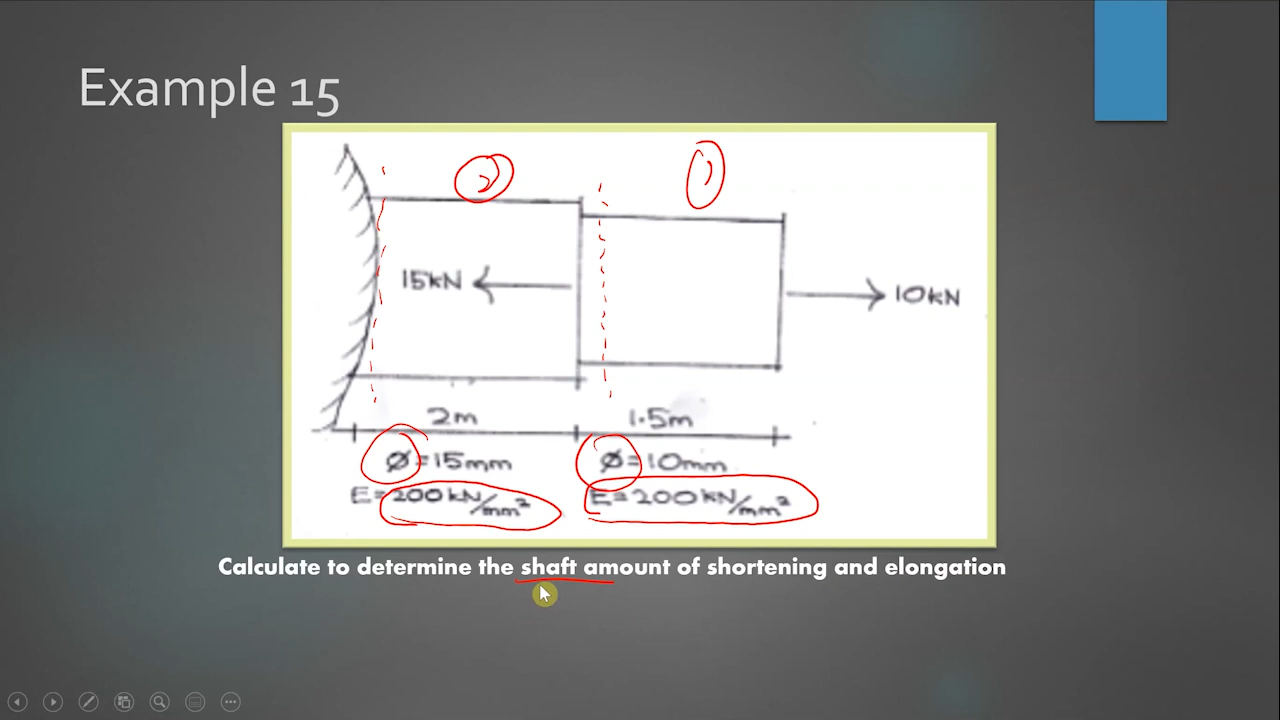 Example 15
2
1
15kN
10kN
2m
1.5m
Ø=15mm
Ø=10mm
E=200kN/mm²
E=200kN/mm²
Calculate to determine the shaft amount of shortening and elongation